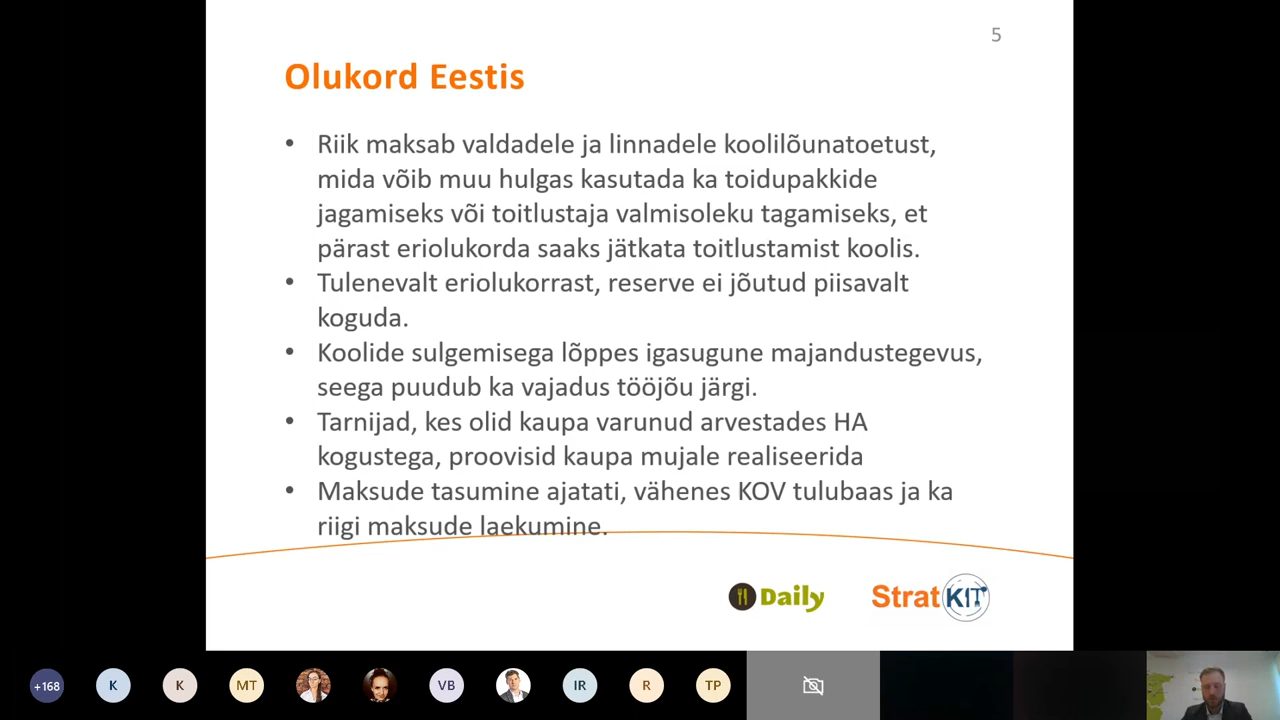 5
Olukord Eestis
• Riik maksab valdadele ja linnadele koolilõunatoetust,
mida võib muu hulgas kasutada ka toidupakkide
jagamiseks või toitlustaja valmisoleku tagamiseks, et
pärast eriolukorda saaks jätkata toitlustamist koolis.
• Tulenevalt eriolukorrast, reserve ei jõutud piisavalt
koguda.
• Koolide sulgemisega lõppes igasugune majandustegevus,
seega puudub ka vajadus tööjõu järgi.
• Tarnijad, kes olid kaupa varunud arvestades HA
kogustega, proovisid kaupa mujale realiseerida
• Maksude tasumine ajatati, vähenes KOV tulubaas ja ka
riigi maksude laekumine.
Daily StratKIT
+168 K K MT VB IR R TP